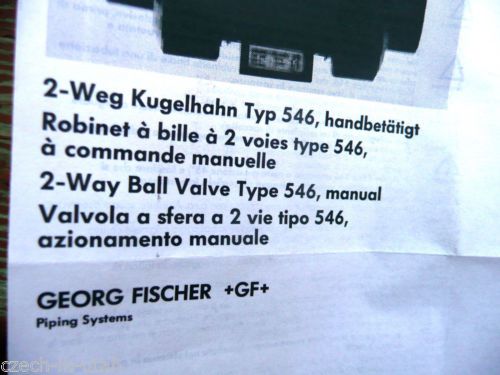 2-Weg Kugelhahn Typ 546, handbetätigt
Robinet à bille à 2 voies type 546,
à commande manuelle
2-Way Ball Valve Type 546, manual
Valvola a sfera a 2 vie tipo 546,
azionamento manuale
GEORG FISCHER +GF+
Piping Systems